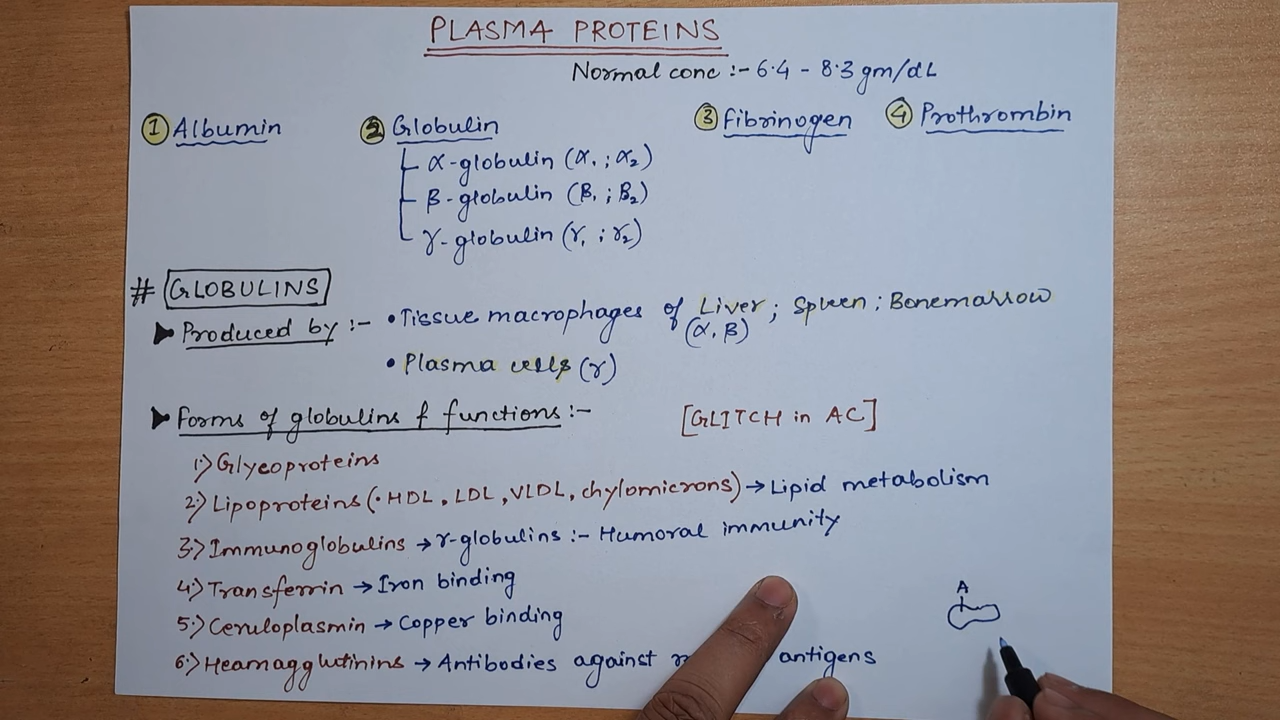 PLASMA PROTEINS
Normal conc :- 6.4 - 8.3 gm/dL
① Albumin ② Globulin ③ Fibrinogen ④ Prothrombin
α-globulin (α₁ ; α₂)
β-globulin (β₁ ; β₂)
γ-globulin (γ₁ ; γ₂)
# GLOBULINS
➤ Produced by :- • Tissue macrophages of Liver ; Spleen ; Bonemarrow
(α, β)
• Plasma cells (γ)
➤ Forms of globulins & functions :- [GLITCH in AC]
1.) Glycoproteins
2.) Lipoproteins (• HDL, LDL, VLDL, chylomicrons) → Lipid metabolism
3.) Immunoglobulins → γ-globulins :- Humoral immunity
4.) Transferrin → Iron binding
5.) Ceruloplasmin → Copper binding
6.) Heamagglutinins → Antibodies against antigens
A